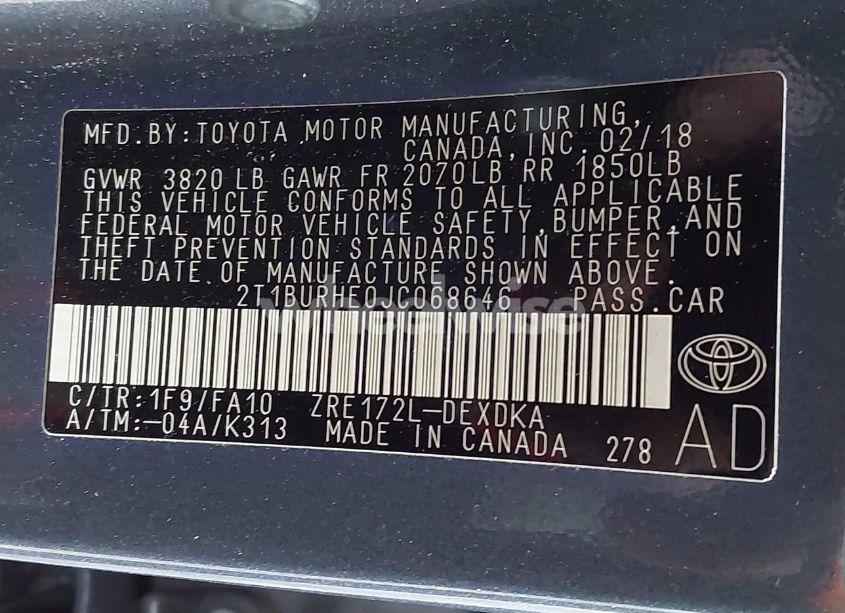 MFD.BY:TOYOTA MOTOR MANUFACTURING,
CANADA, INC. 02/18
GVWR 3820 LB GAWR FR 2070LB RR 1850LB
THIS VEHICLE CONFORMS TO ALL APPLICABLE
FEDERAL MOTOR VEHICLE SAFETY, BUMPER, AND
THEFT PREVENTION STANDARDS IN EFFECT ON
THE DATE OF MANUFACTURE SHOWN ABOVE.
2T1BURHE0JC068646 PASS.CAR
wheelwise
C/TR:1F9/FA10 ZRE172L-DEXDKA
A/TM:-04A/K313 MADE IN CANADA 278
AD